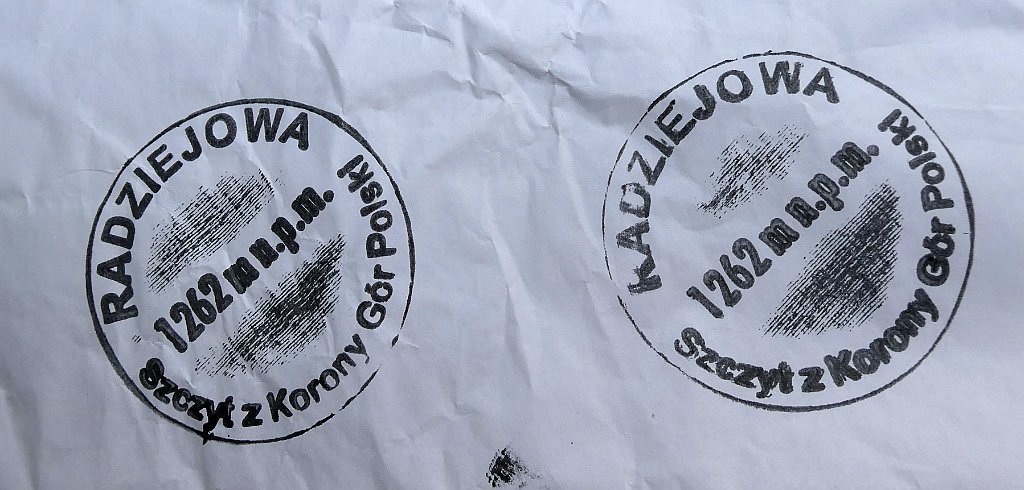 RADZIEJOWA
1262 m n.p.m.
Szczyt z Korony Gór Polski
RADZIEJOWA
1262 m n.p.m.
Szczyt z Korony Gór Polski